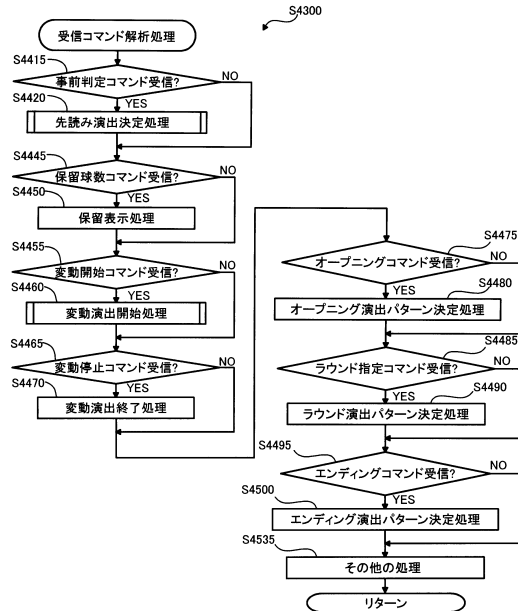 S4300
受信コマンド解析処理
S4415
事前判定コマンド受信?
NO
YES
S4420
先読み演出決定処理
S4445
保留球数コマンド受信?
NO
YES
S4450
保留表示処理
S4455
変動開始コマンド受信?
NO
YES
S4460
変動演出開始処理
S4465
変動停止コマンド受信?
NO
YES
S4470
変動演出終了処理
S4475
オープニングコマンド受信?
NO
YES
S4480
オープニング演出パターン決定処理
S4485
ラウンド指定コマンド受信?
NO
YES
S4490
ラウンド演出パターン決定処理
S4495
エンディングコマンド受信?
NO
YES
S4500
エンディング演出パターン決定処理
S4535
その他の処理
リターン